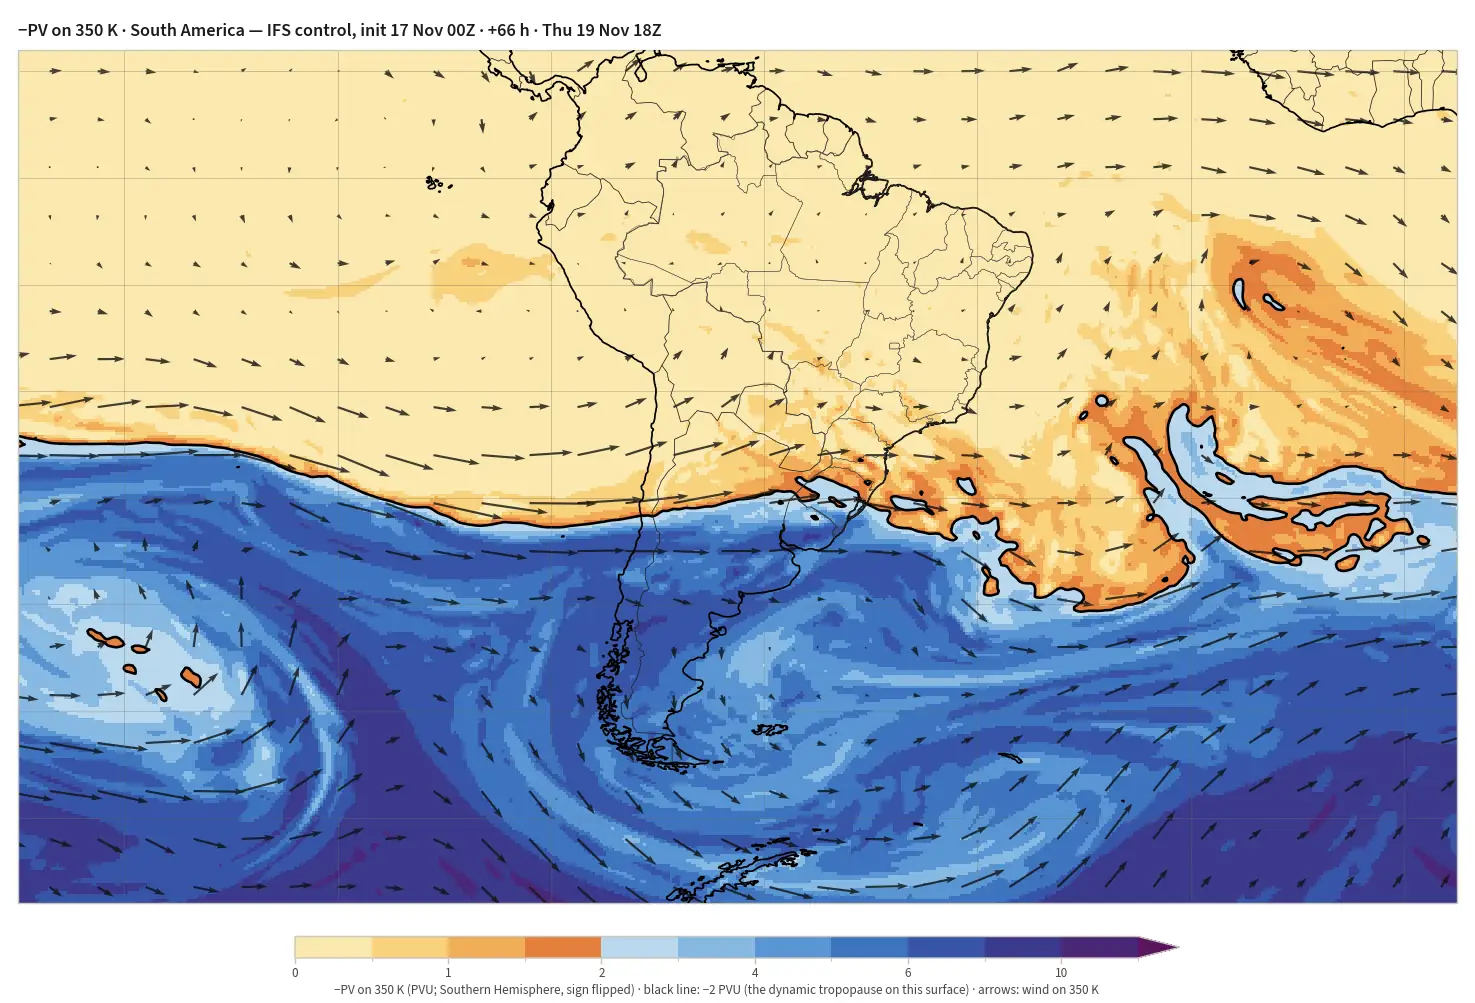 −PV on 350 K · South America — IFS control, init 17 Nov 00Z · +66 h · Thu 19 Nov 18Z
0 1 2 4 6 10
−PV on 350 K (PVU; Southern Hemisphere, sign flipped) · black line: −2 PVU (the dynamic tropopause on this surface) · arrows: wind on 350 K